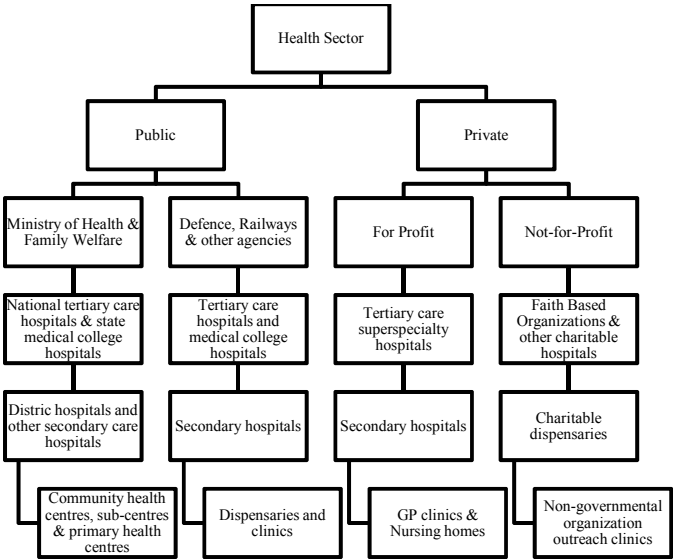 Health Sector
Public
Private
Ministry of Health &
Family Welfare
Defence, Railways
& other agencies
For Profit
Not-for-Profit
National tertiary care
hospitals & state
medical college
hospitals
Tertiary care
hospitals and
medical college
hospitals
Tertiary care
superspecialty
hospitals
Faith Based
Organizations &
other charitable
hospitals
Distric hospitals and
other secondary care
hospitals
Secondary hospitals
Secondary hospitals
Charitable
dispensaries
Community health
centres, sub-centres
& primary health
centres
Dispensaries and
clinics
GP clinics &
Nursing homes
Non-governmental
organization
outreach clinics